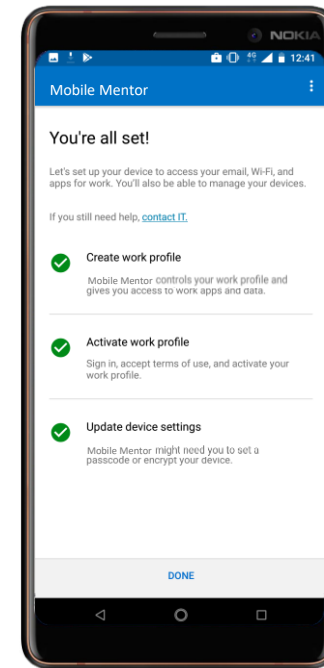 NOKIA
4G 12:41
Mobile Mentor
You're all set!
Let's set up your device to access your email, Wi-Fi, and
apps for work. You'll also be able to manage your devices.
If you still need help, contact IT.
Create work profile
Mobile Mentor controls your work profile and
gives you access to work apps and data.
Activate work profile
Sign in, accept terms of use, and activate your
work profile.
Update device settings
Mobile Mentor might need you to set a
passcode or encrypt your device.
DONE